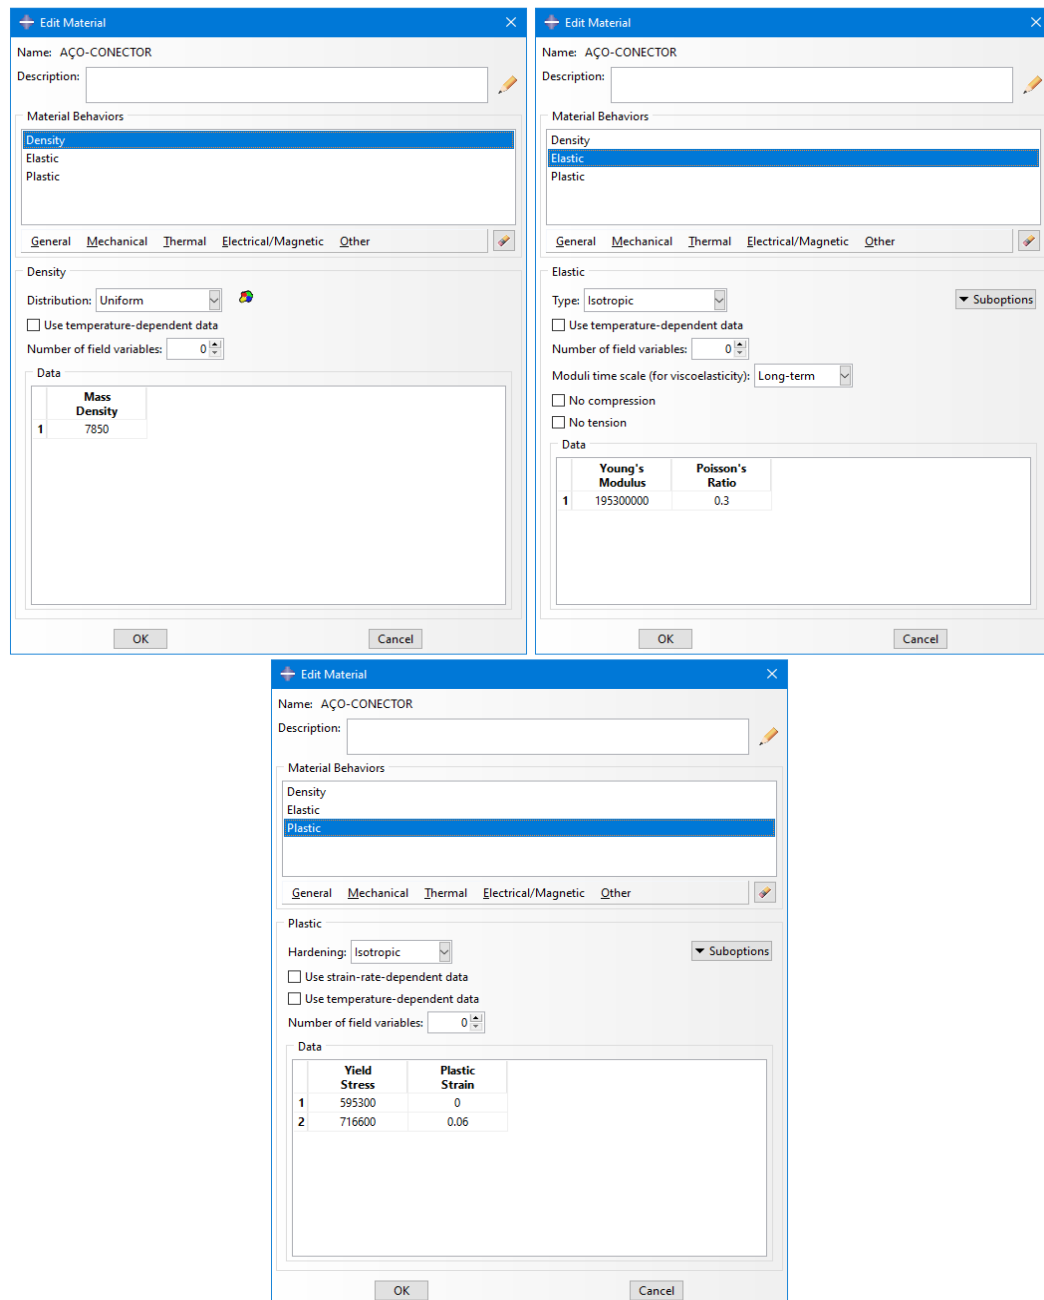 Edit Material
Name: AÇO-CONECTOR
Description:
Material Behaviors
Density
Elastic
Plastic
General Mechanical Thermal Electrical/Magnetic Other
Density
Distribution: Uniform
Use temperature-dependent data
Number of field variables: 0
Data
Mass
Density
1 7850
OK Cancel
Edit Material
Name: AÇO-CONECTOR
Description:
Material Behaviors
Density
Elastic
Plastic
General Mechanical Thermal Electrical/Magnetic Other
Elastic
Type: Isotropic Suboptions
Use temperature-dependent data
Number of field variables: 0
Moduli time scale (for viscoelasticity): Long-term
No compression
No tension
Data
Young's Poisson's
Modulus Ratio
1 195300000 0.3
OK Cancel
Edit Material
Name: AÇO-CONECTOR
Description:
Material Behaviors
Density
Elastic
Plastic
General Mechanical Thermal Electrical/Magnetic Other
Plastic
Hardening: Isotropic Suboptions
Use strain-rate-dependent data
Use temperature-dependent data
Number of field variables: 0
Data
Yield Plastic
Stress Strain
1 595300 0
2 716600 0.06
OK Cancel